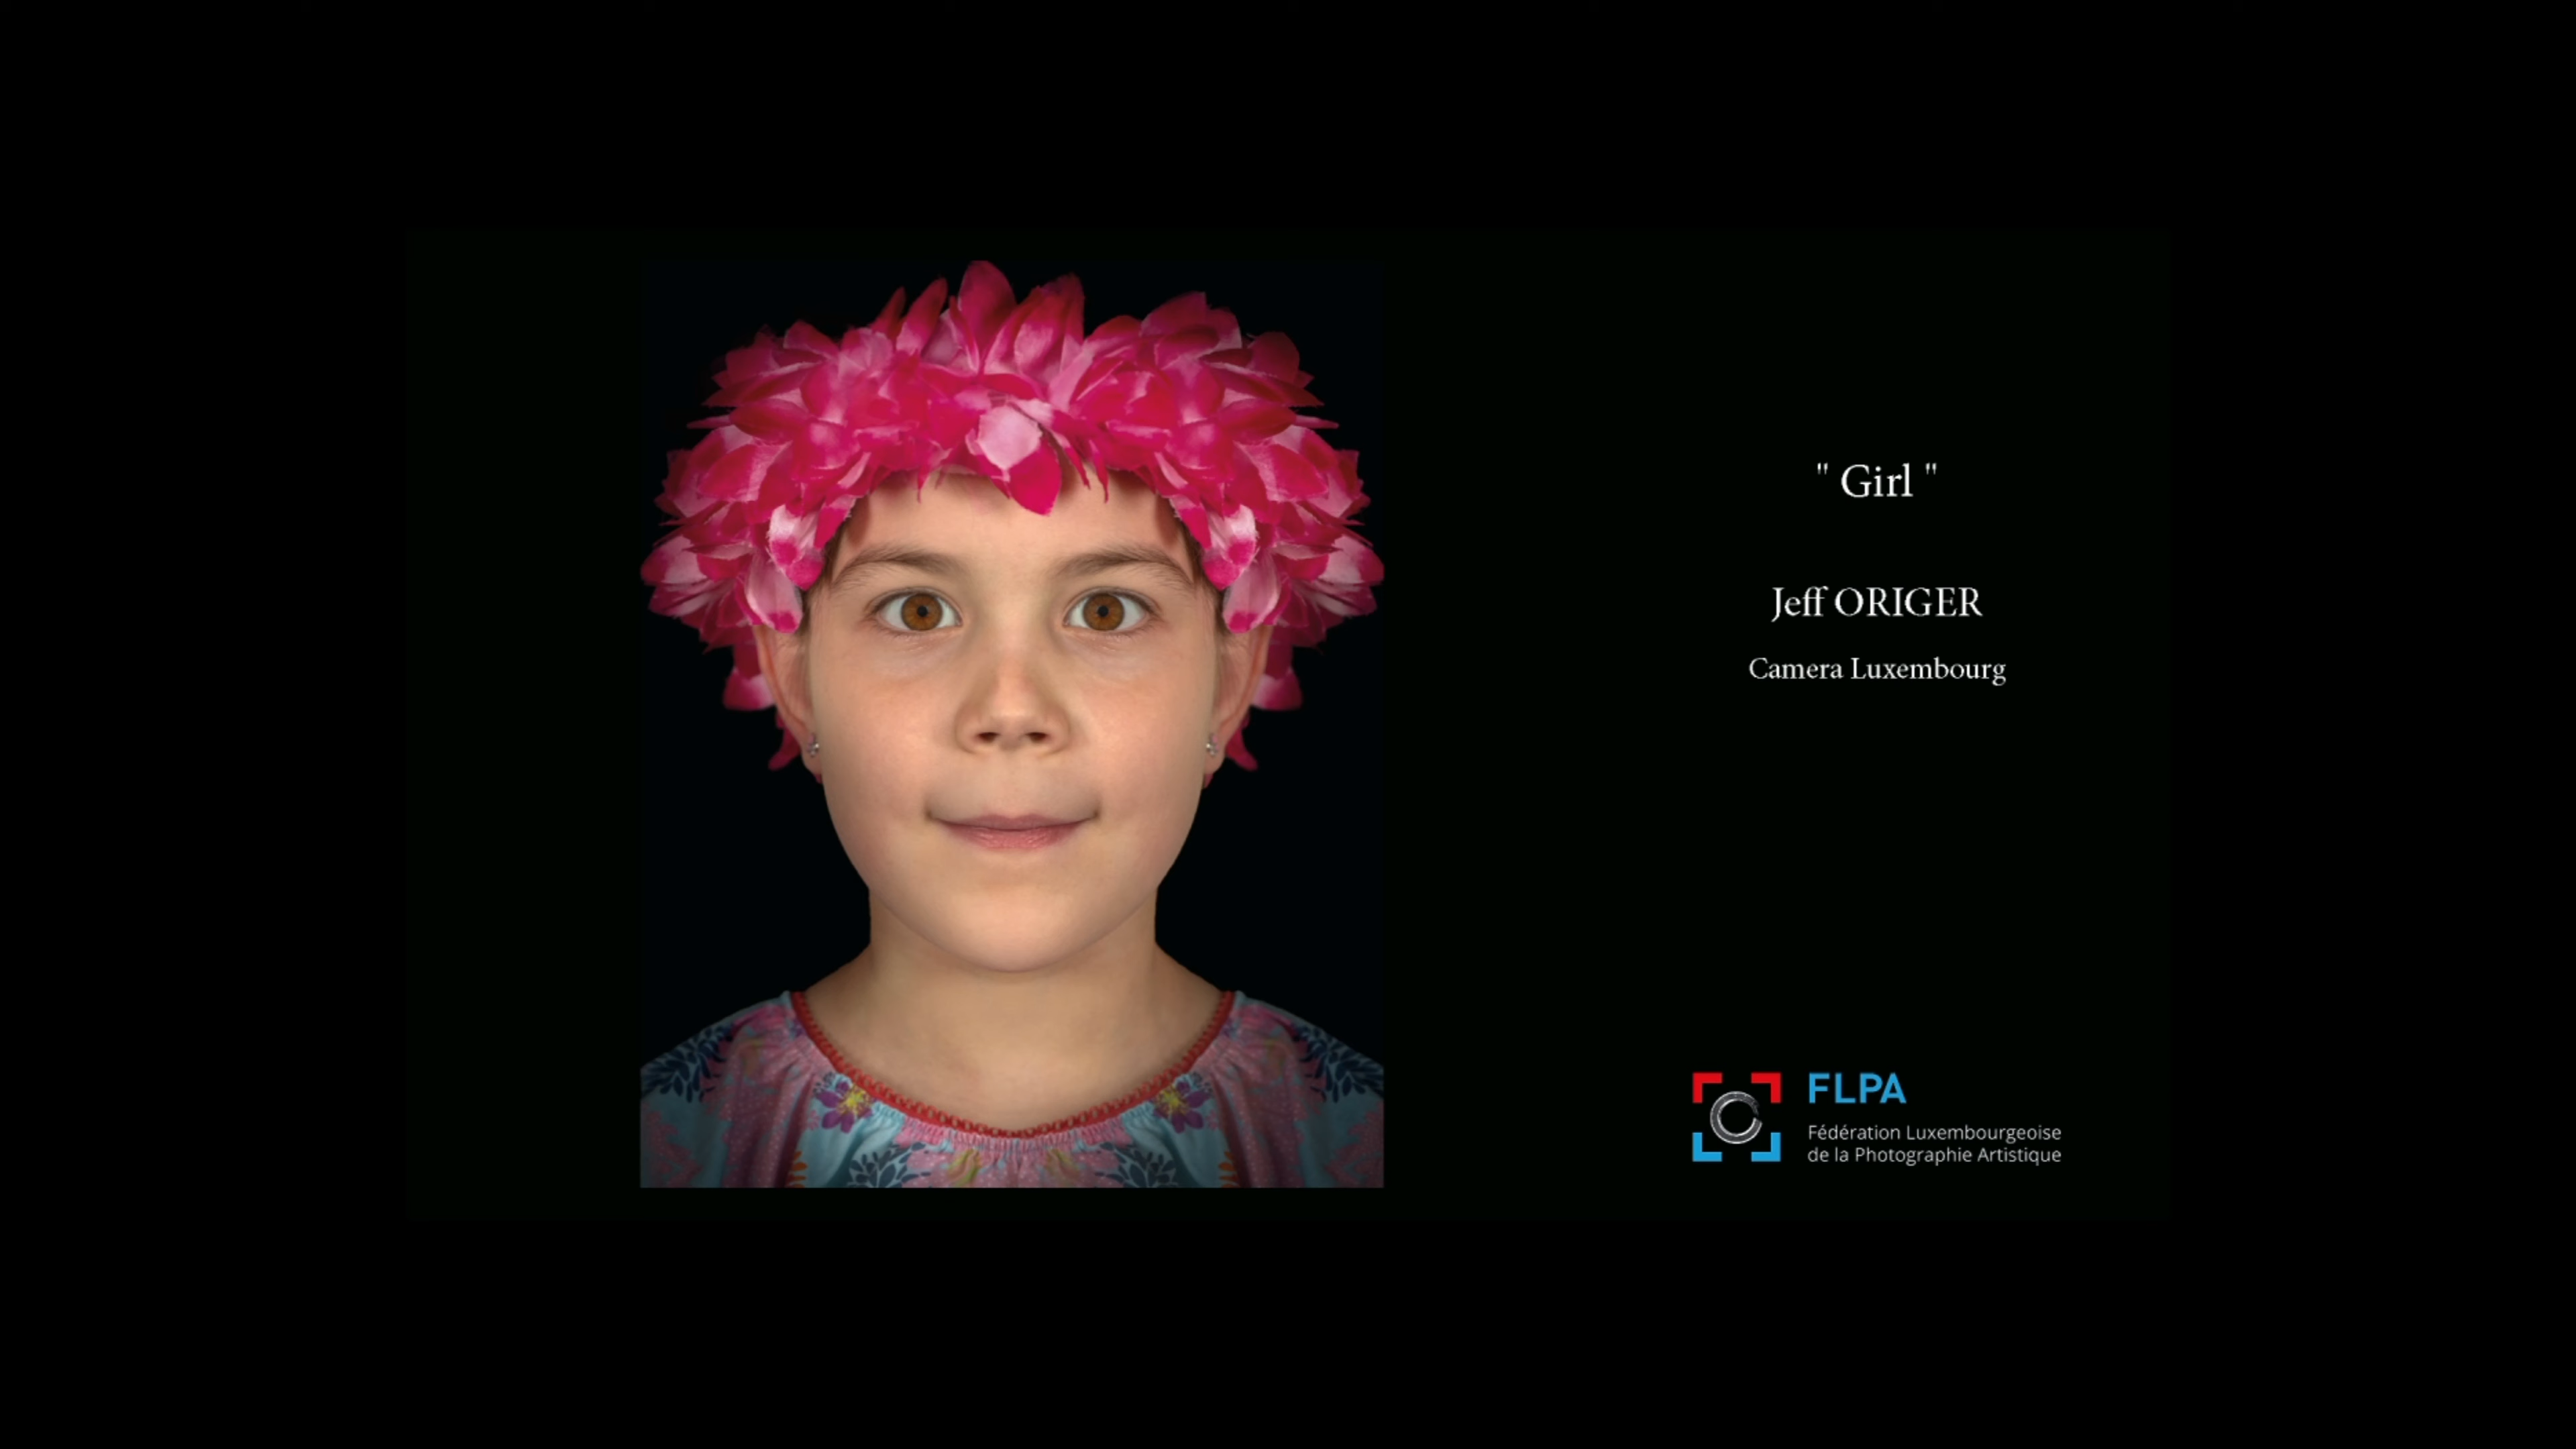 " Girl "
Jeff ORIGER
Camera Luxembourg
FLPA
Fédération Luxembourgeoise
de la Photographie Artistique